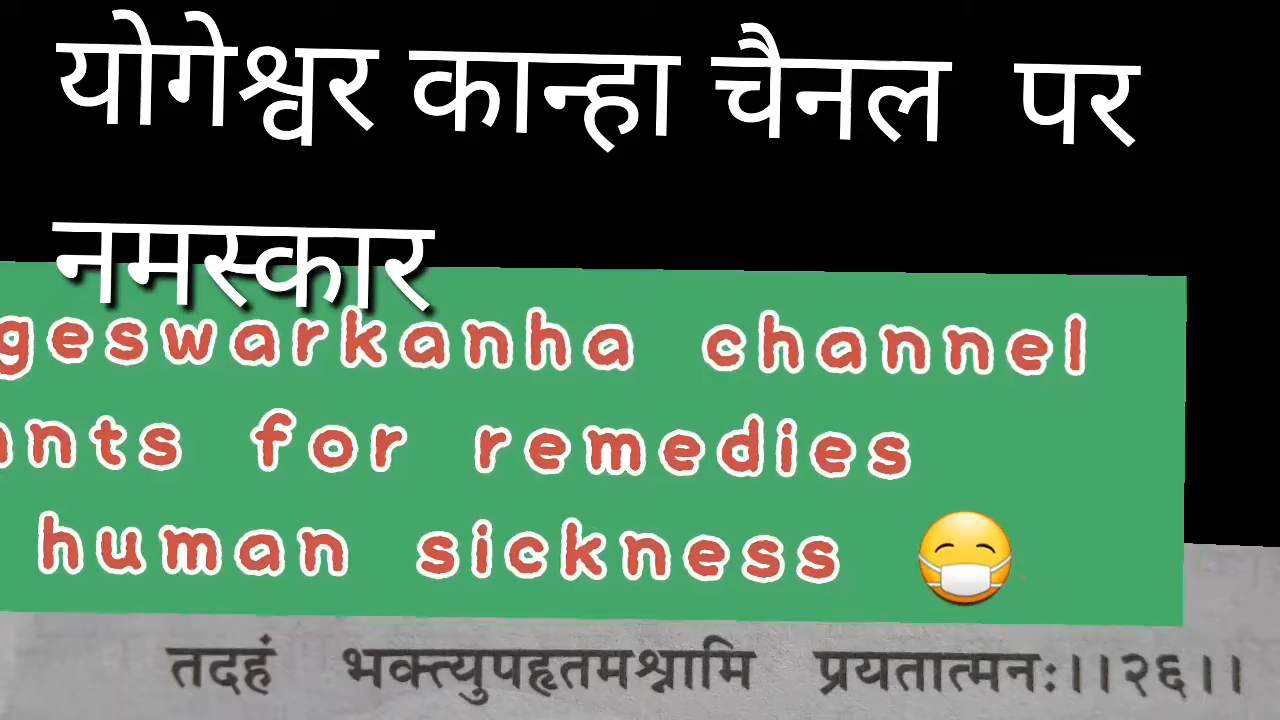 योगेश्वर कान्हा चैनल पर
नमस्कार
geswarkanha channel
nts for remedies
human sickness 😷
तदहं भक्त्युपहृतमश्नामि प्रयतात्मनः।।२६।।